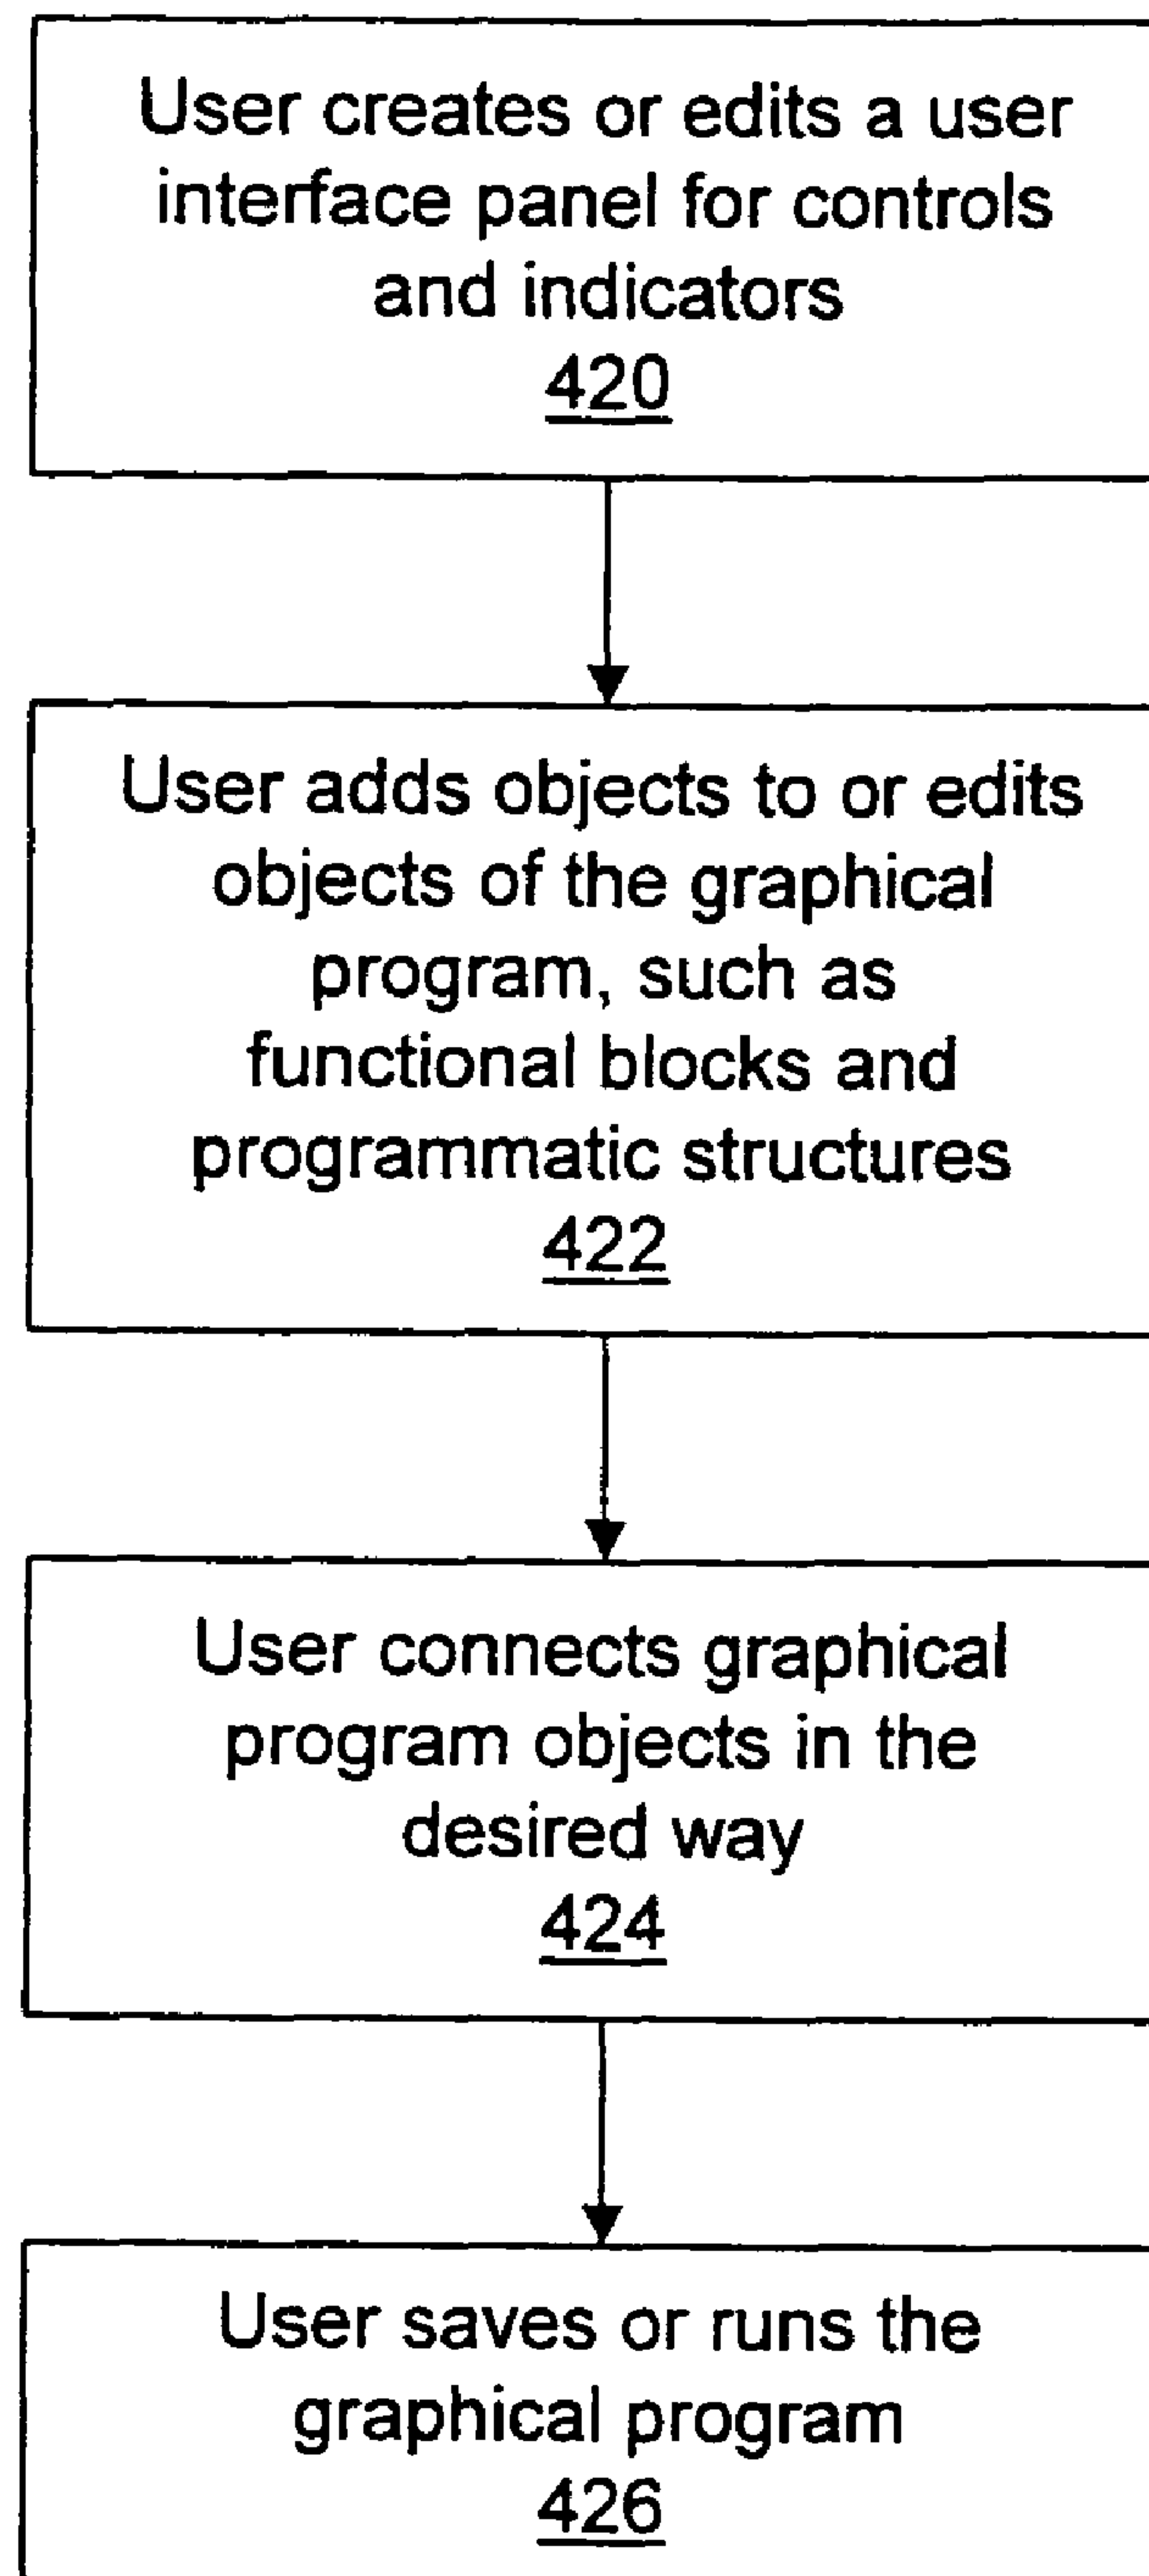 User creates or edits a user
interface panel for controls
and indicators
420
User adds objects to or edits
objects of the graphical
program, such as
functional blocks and
programmatic structures
422
User connects graphical
program objects in the
desired way
424
User saves or runs the
graphical program
426